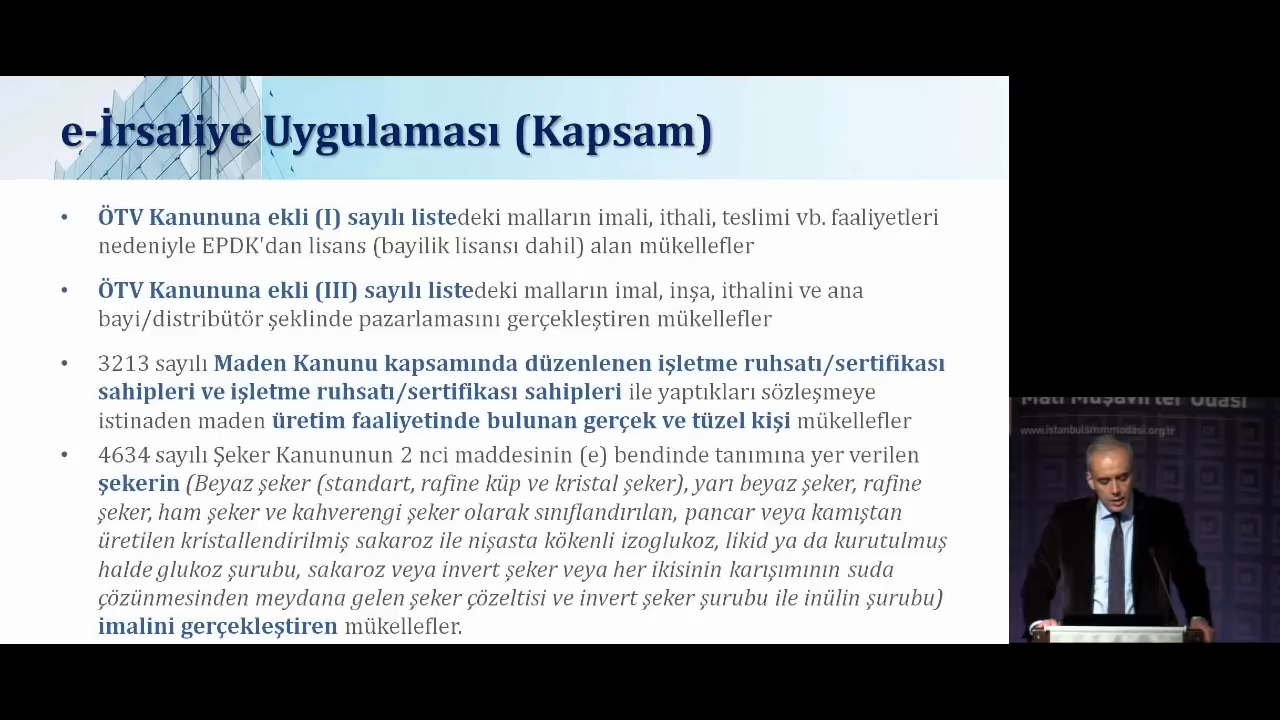 e-İrsaliye Uygulaması (Kapsam)
• ÖTV Kanununa ekli (I) sayılı listedeki malların imali, ithali, teslimi vb. faaliyetleri
nedeniyle EPDK'dan lisans (bayilik lisansı dahil) alan mükellefler
• ÖTV Kanununa ekli (III) sayılı listedeki malların imal, inşa, ithalini ve ana
bayi/distribütör şeklinde pazarlamasını gerçekleştiren mükellefler
• 3213 sayılı Maden Kanunu kapsamında düzenlenen işletme ruhsatı/sertifikası
sahipleri ve işletme ruhsatı/sertifikası sahipleri ile yaptıkları sözleşmeye
istinaden maden üretim faaliyetinde bulunan gerçek ve tüzel kişi mükellefler
• 4634 sayılı Şeker Kanununun 2 nci maddesinin (e) bendinde tanımına yer verilen
şekerin (Beyaz şeker (standart, rafine küp ve kristal şeker), yarı beyaz şeker, rafine
şeker, ham şeker ve kahverengi şeker olarak sınıflandırılan, pancar veya kamıştan
üretilen kristallendirilmiş sakaroz ile nişasta kökenli izoglukoz, likid ya da kurutulmuş
halde glukoz şurubu, sakaroz veya invert şeker veya her ikisinin karışımının suda
çözünmesinden meydana gelen şeker çözeltisi ve invert şeker şurubu ile inülin şurubu)
imalini gerçekleştiren mükellefler.
Mali Müşavirler Odası
www.istanbulsmmmodasi.org.tr